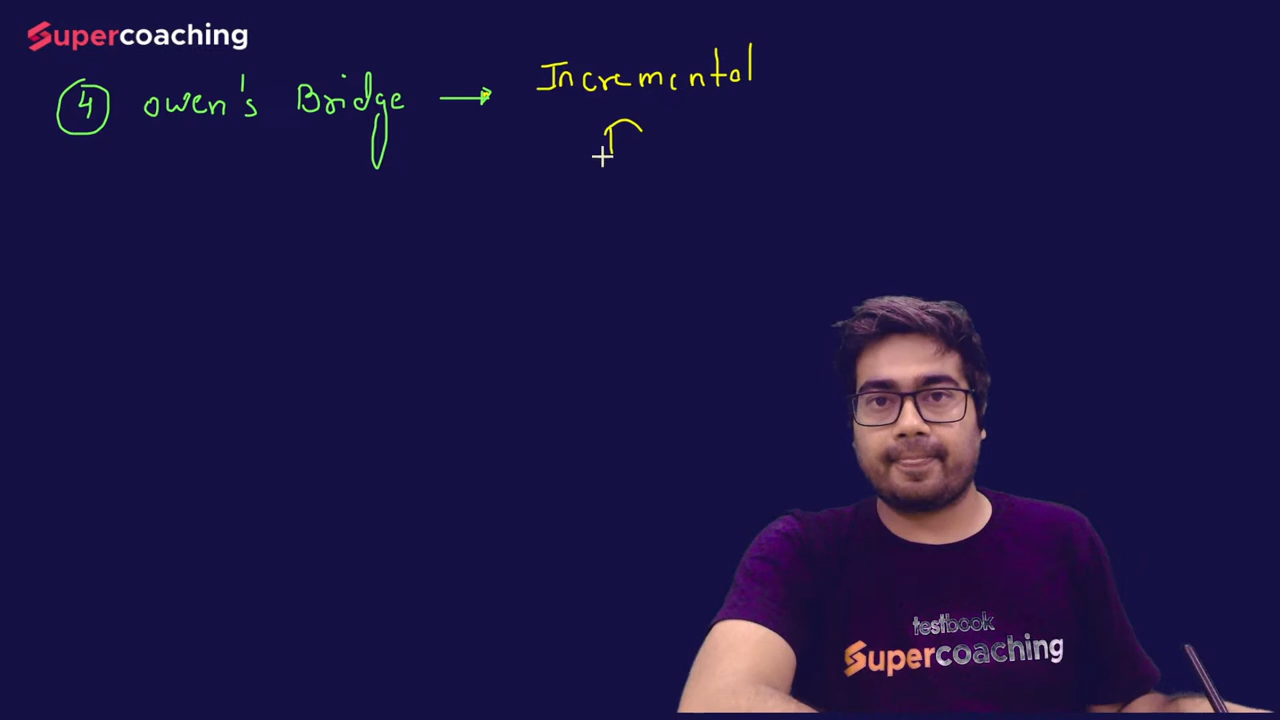 Supercoaching
④ Owen's Bridge → Incremental
testbook
Supercoaching